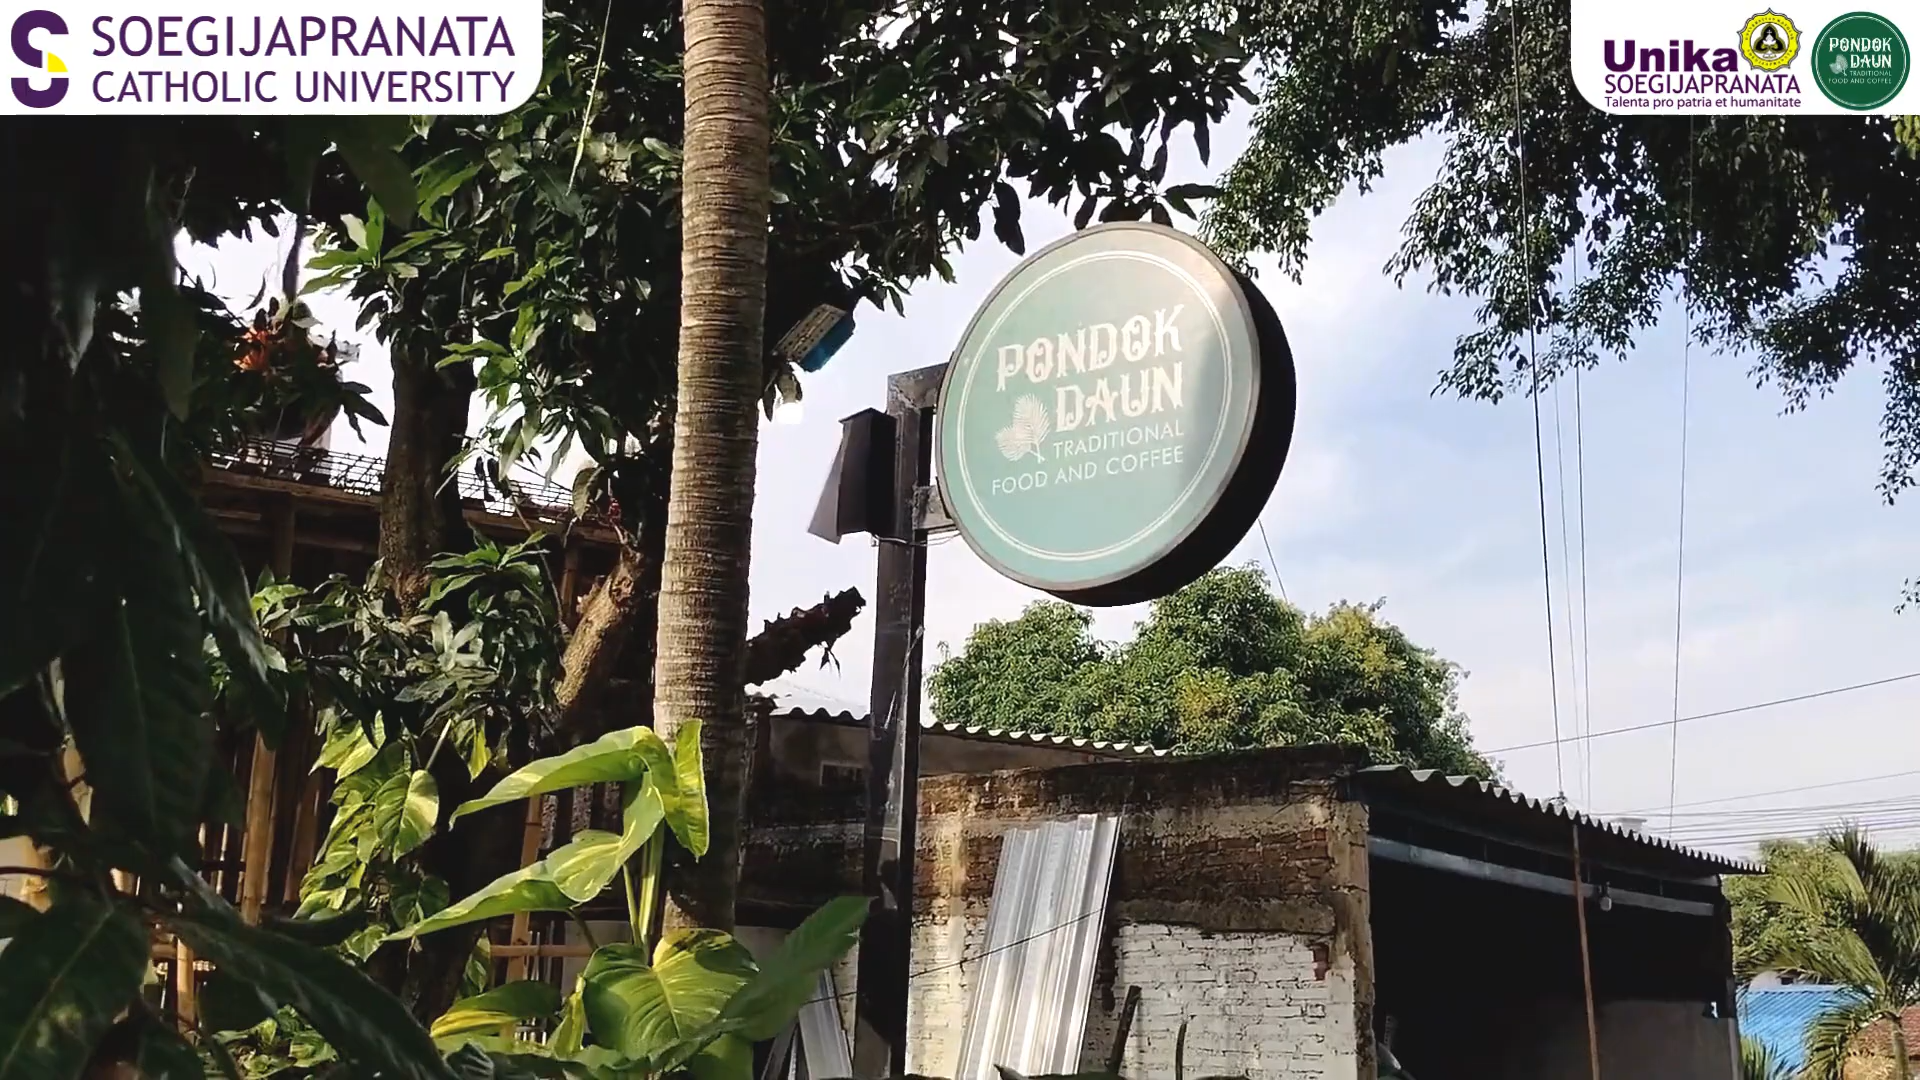 SOEGIJAPRANATA
CATHOLIC UNIVERSITY
Unika
SOEGIJAPRANATA
Talenta pro patria et humanitate
PONDOK
DAUN
TRADITIONAL
FOOD AND COFFEE
PONDOK
DAUN
TRADITIONAL
FOOD AND COFFEE